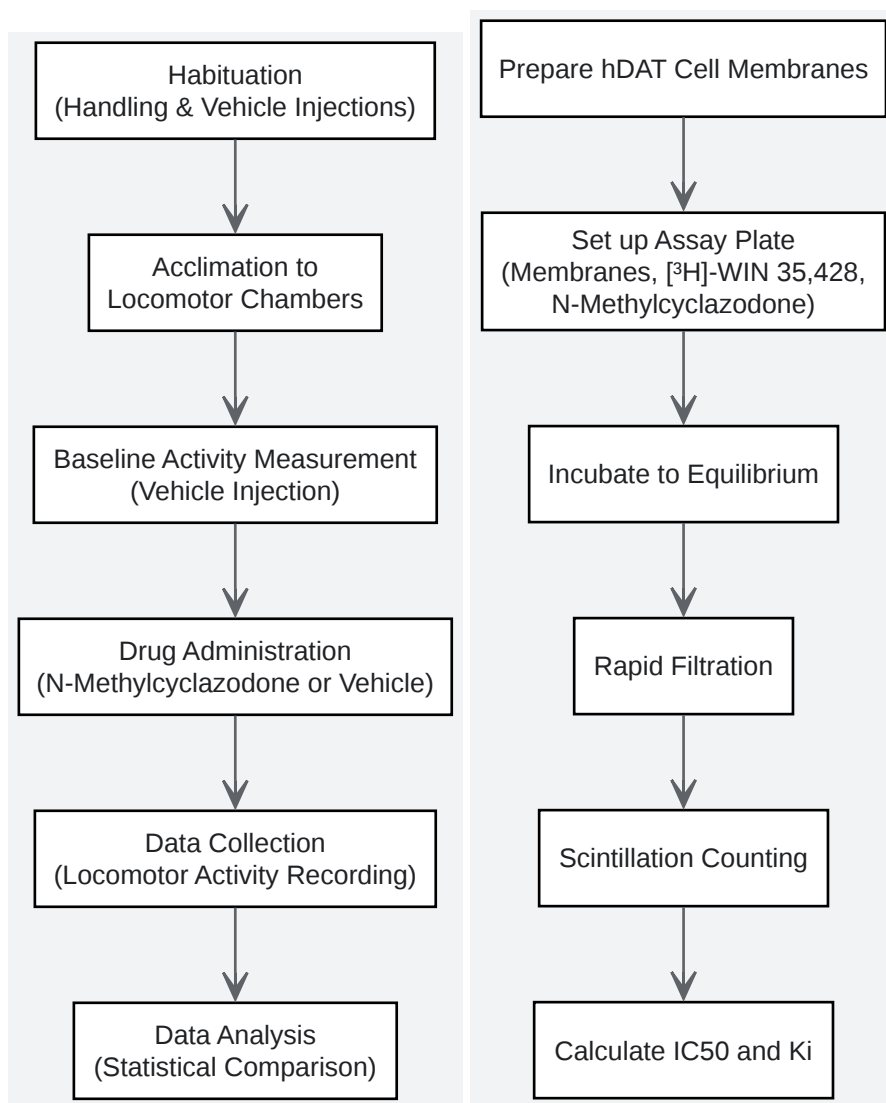 Habituation
(Handling & Vehicle Injections)
Acclimation to
Locomotor Chambers
Baseline Activity Measurement
(Vehicle Injection)
Drug Administration
(N-Methylcyclazodone or Vehicle)
Data Collection
(Locomotor Activity Recording)
Data Analysis
(Statistical Comparison)
Prepare hDAT Cell Membranes
Set up Assay Plate
(Membranes, [³H]-WIN 35,428,
N-Methylcyclazodone)
Incubate to Equilibrium
Rapid Filtration
Scintillation Counting
Calculate IC50 and Ki